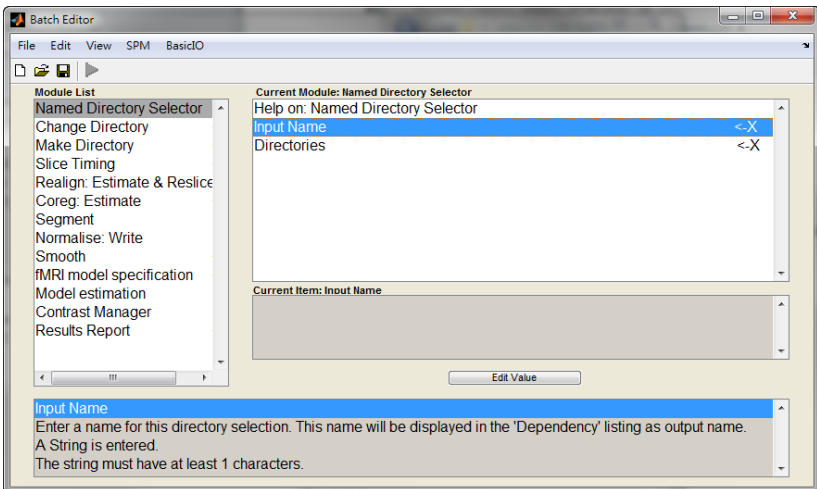 Batch Editor
File Edit View SPM BasicIO
Module List
Named Directory Selector
Change Directory
Make Directory
Slice Timing
Realign: Estimate & Reslice
Coreg: Estimate
Segment
Normalise: Write
Smooth
fMRI model specification
Model estimation
Contrast Manager
Results Report
Current Module: Named Directory Selector
Help on: Named Directory Selector
Input Name <-X
Directories <-X
Current Item: Input Name
Edit Value
Input Name
Enter a name for this directory selection. This name will be displayed in the 'Dependency' listing as output name.
A String is entered.
The string must have at least 1 characters.